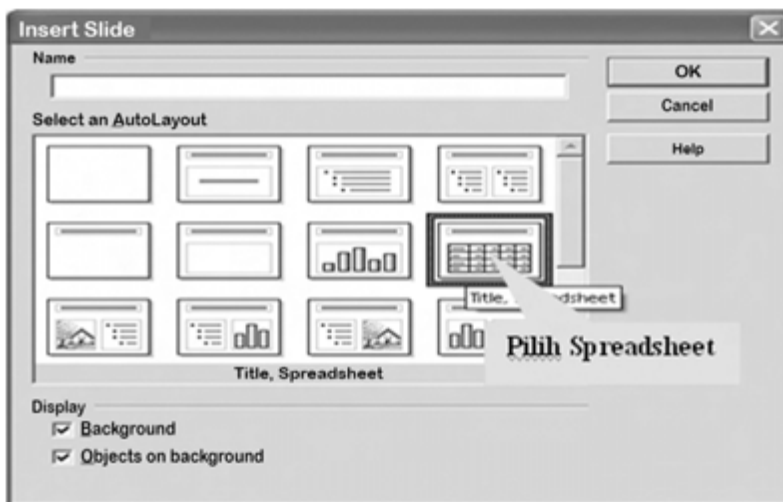 Insert Slide
Name
OK
Cancel
Select an AutoLayout
Help
Title,
dsheet
Pilih Spreadsheet
Title, Spreadsheet
Display
Background
Objects on background